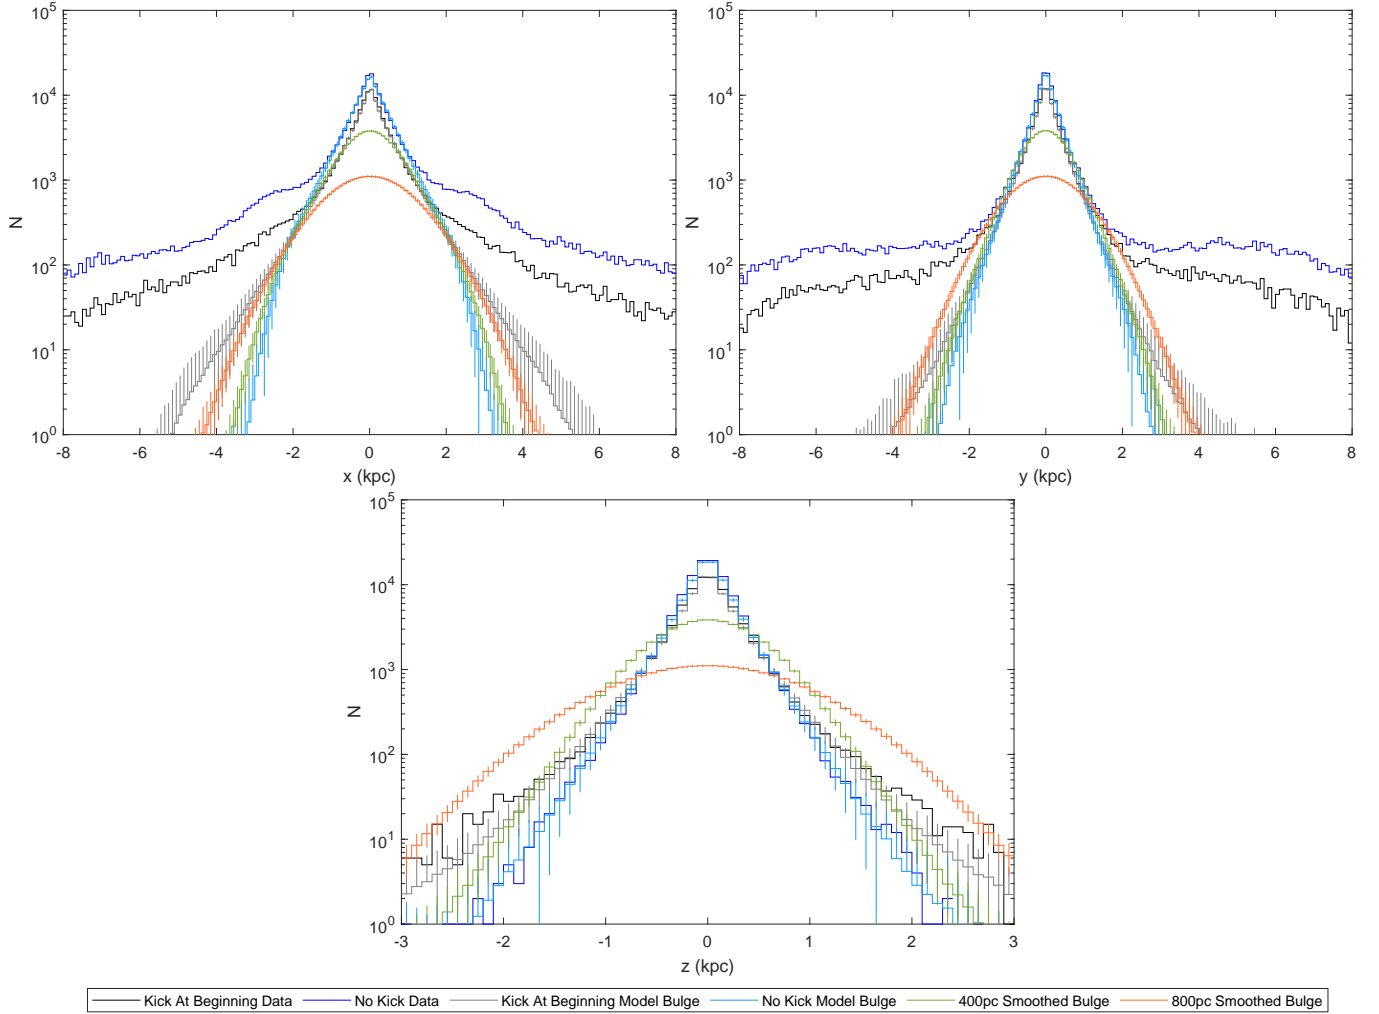 10^5
10^4
10^3
10^2
10^1
10^0
N
-8 -6 -4 -2 0 2 4 6 8
x (kpc)
10^5
10^4
10^3
10^2
10^1
10^0
N
-8 -6 -4 -2 0 2 4 6 8
y (kpc)
10^5
10^4
10^3
10^2
10^1
10^0
N
-3 -2 -1 0 1 2 3
z (kpc)
Kick At Beginning Data No Kick Data Kick At Beginning Model Bulge No Kick Model Bulge 400pc Smoothed Bulge 800pc Smoothed Bulge